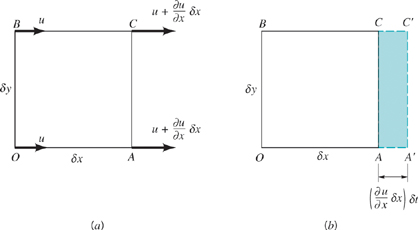 B u C u + ∂u/∂x δx
δy
O u δx A u + ∂u/∂x δx
(a)
B C C′
δy
O δx A A′
(∂u/∂x δx) δt
(b)